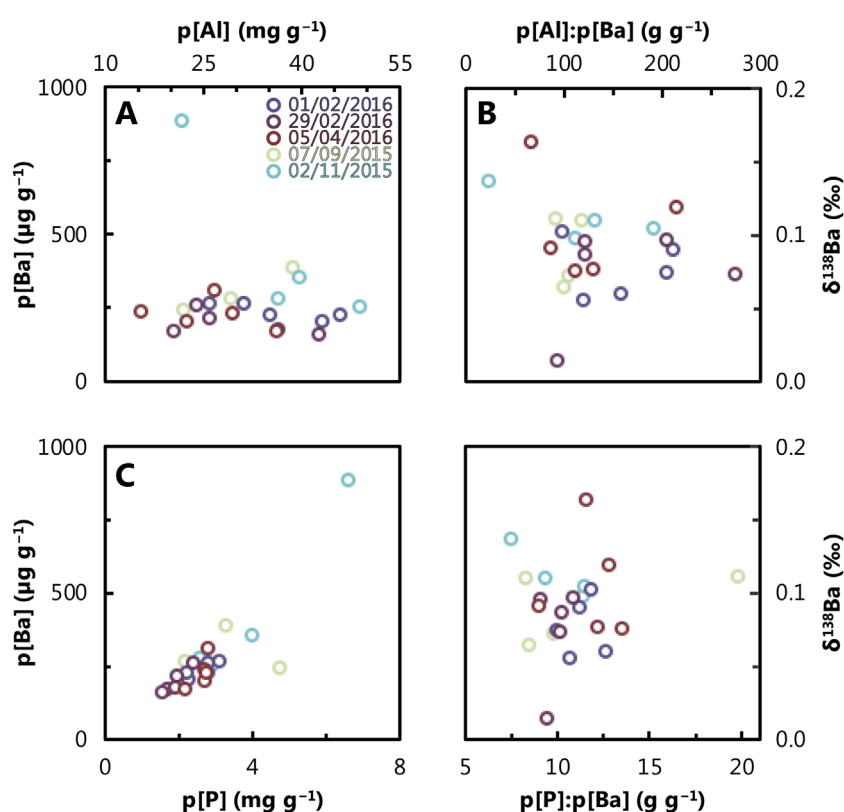 p[Al] (mg g⁻¹)
p[Al]:p[Ba] (g g⁻¹)
10 25 40 55
0 100 200 300
1000
A
01/02/2016
29/02/2016
05/04/2016
07/09/2015
02/11/2015
B
0.2
p[Ba] (µg g⁻¹)
500
0.1
δ¹³⁸Ba (‰)
0
0.0
1000
C
0.2
p[Ba] (µg g⁻¹)
500
0.1
δ¹³⁸Ba (‰)
0
0.0
0 4 8
5 10 15 20
p[P] (mg g⁻¹)
p[P]:p[Ba] (g g⁻¹)